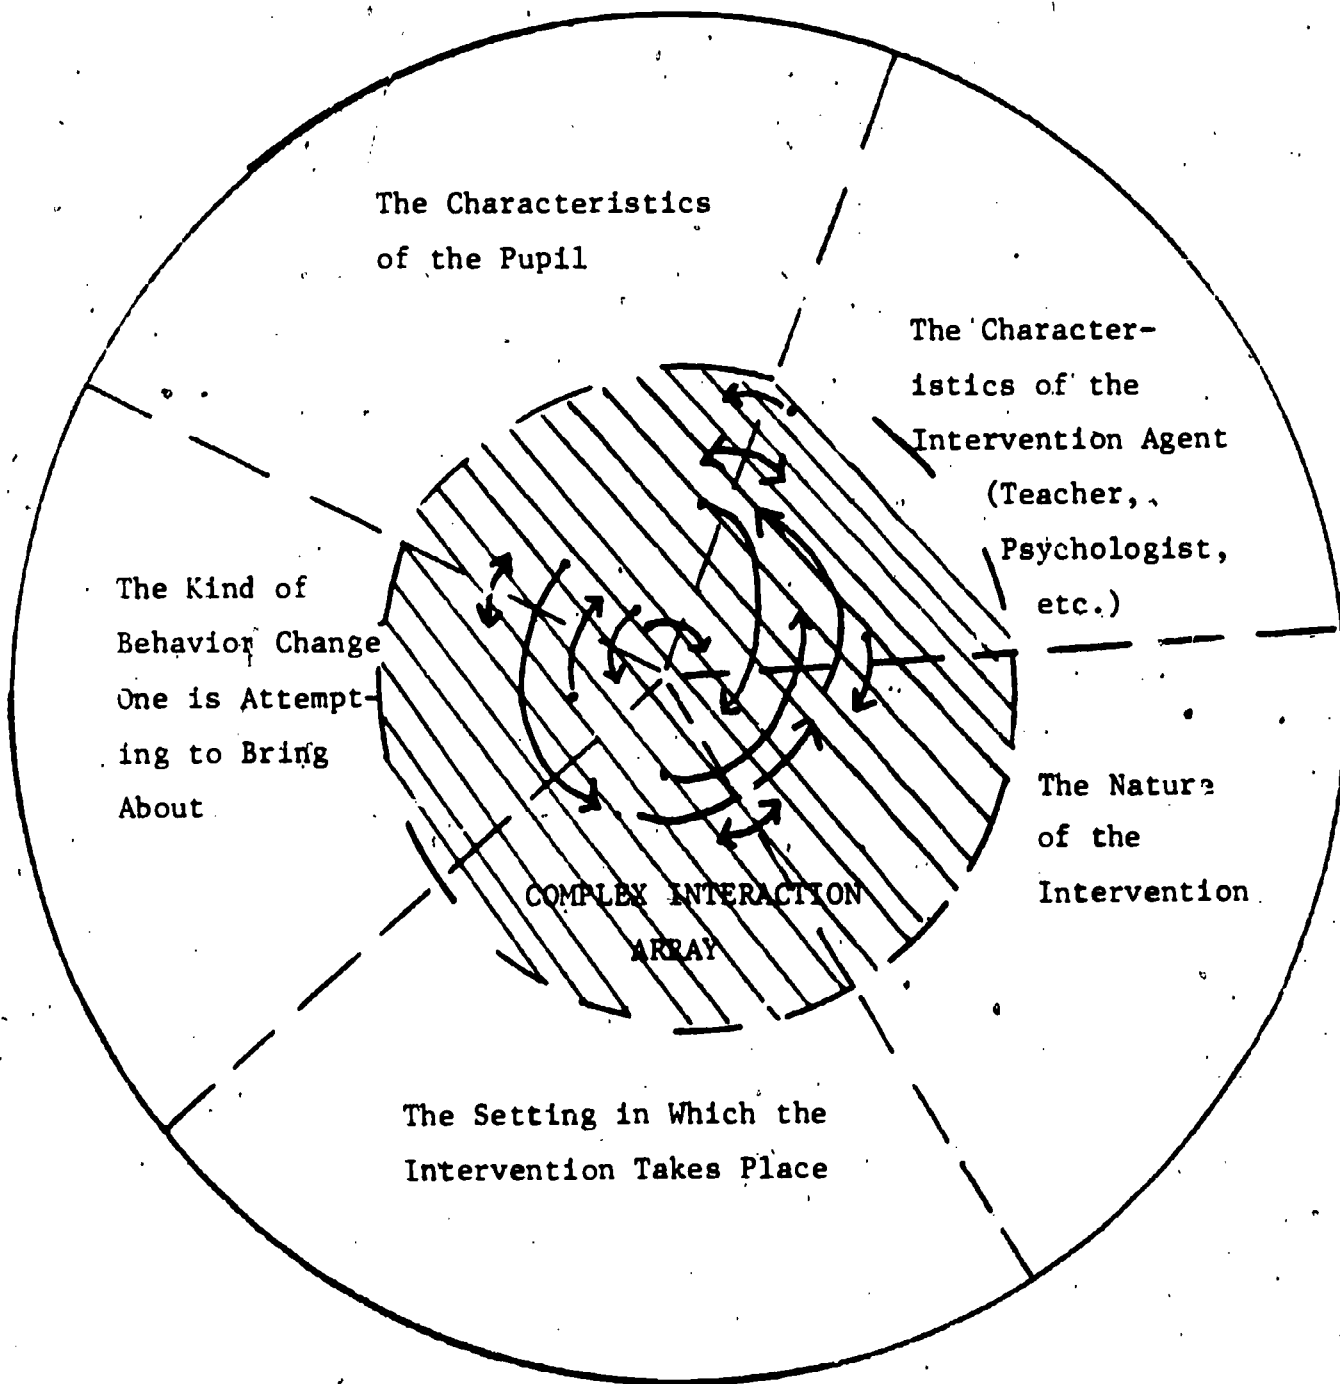 The Characteristics
of the Pupil
The Character-
istics of the
Intervention Agent
(Teacher,
Psychologist,
etc.)
The Kind of
Behavior Change
One is Attempt-
ing to Bring
About
The Nature
of the
Intervention
COMPLEX INTERACTION
ARRAY
The Setting in Which the
Intervention Takes Place